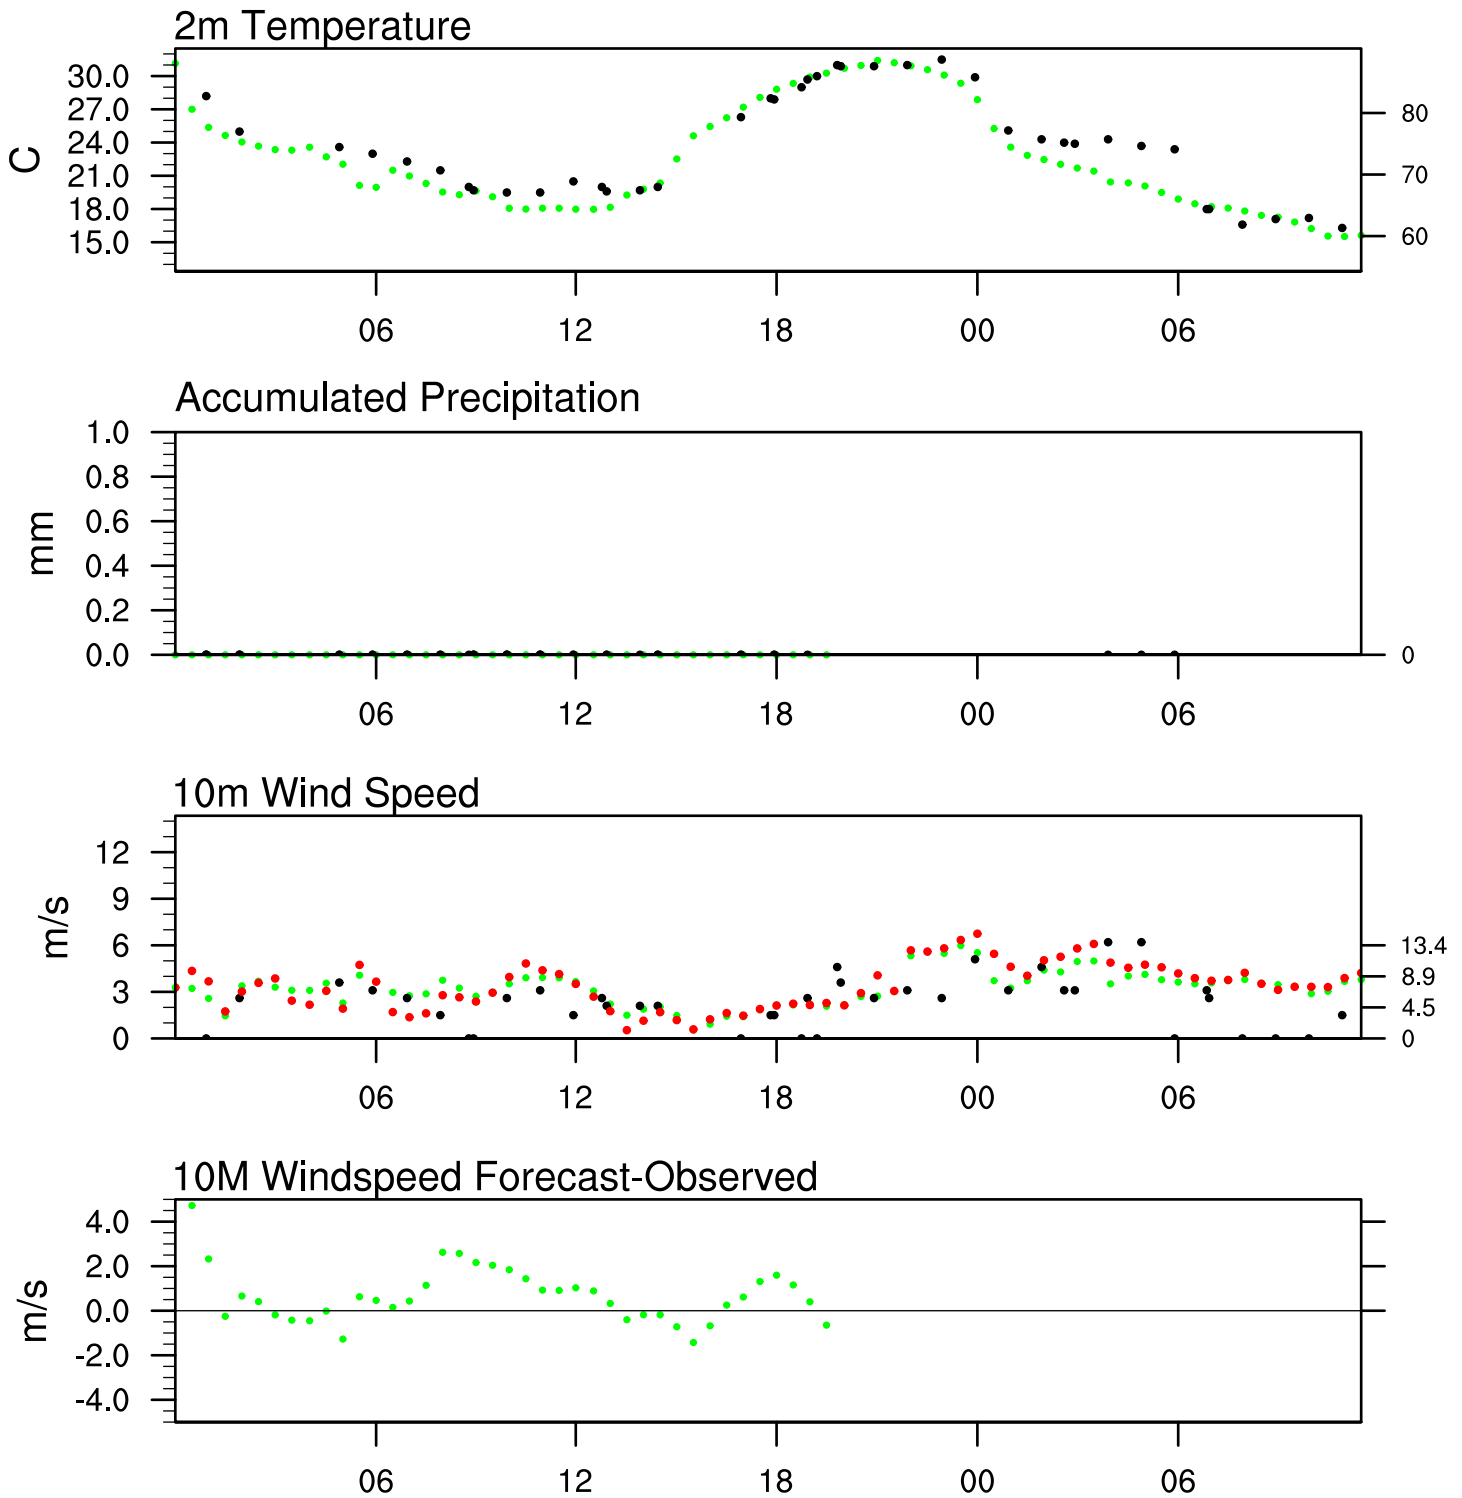 2m Temperature
30.0
27.0
24.0
21.0
18.0
15.0
C
80
70
60
06 12 18 00 06
Accumulated Precipitation
1.0
0.8
0.6
0.4
0.2
0.0
mm
0
06 12 18 00 06
10m Wind Speed
12
9
6
3
0
m/s
13.4
8.9
4.5
0
06 12 18 00 06
10M Windspeed Forecast-Observed
4.0
2.0
0.0
-2.0
-4.0
m/s
06 12 18 00 06